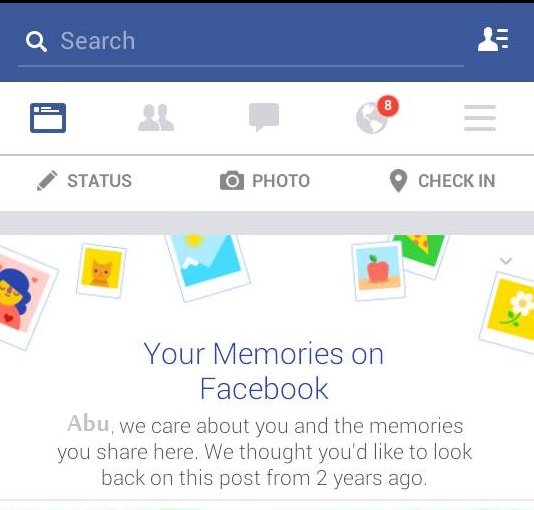 Search
8
STATUS PHOTO CHECK IN
Your Memories on
Facebook
Abu, we care about you and the memories
you share here. We thought you'd like to look
back on this post from 2 years ago.